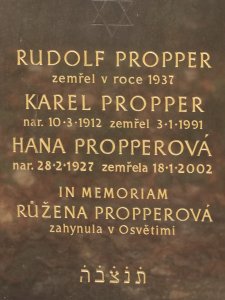 RUDOLF PROPPER
zemřel v roce 1937
KAREL PROPPER
nar. 10·3·1912 zemřel 3·1·1991
HANA PROPPEROVÁ
nar. 28·2·1927 zemřela 18·1·2002
IN MEMORIAM
RŮŽENA PROPPEROVÁ
zahynula v Osvětimi
ת נ צ ב ה